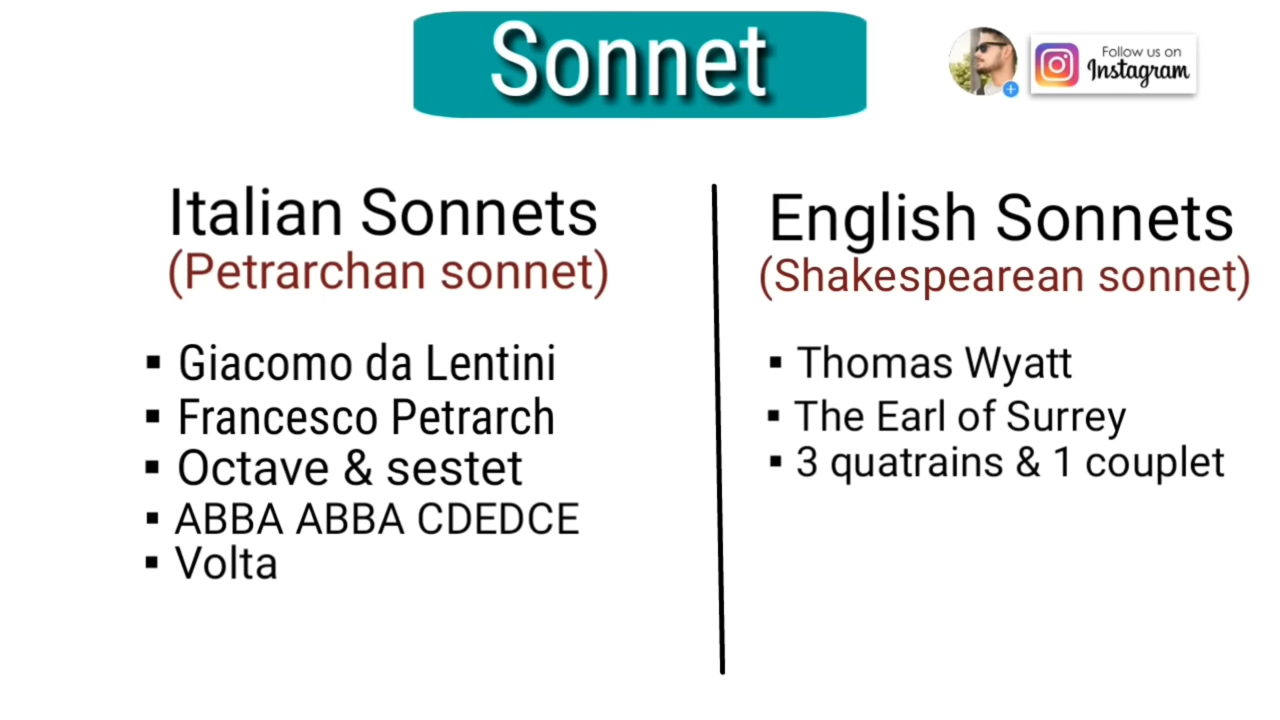 Sonnet
Follow us on
Instagram
Italian Sonnets
(Petrarchan sonnet)
▪ Giacomo da Lentini
▪ Francesco Petrarch
▪ Octave & sestet
▪ ABBA ABBA CDEDCE
▪ Volta
English Sonnets
(Shakespearean sonnet)
▪ Thomas Wyatt
▪ The Earl of Surrey
▪ 3 quatrains & 1 couplet